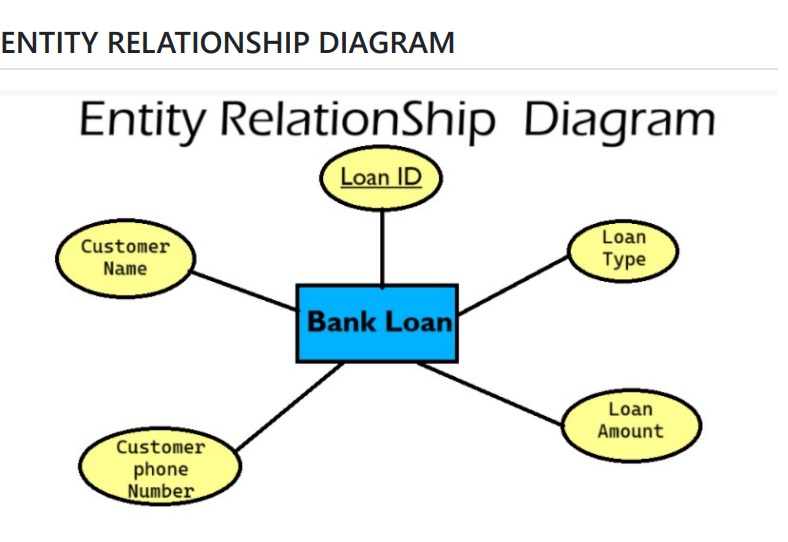 ENTITY RELATIONSHIP DIAGRAM
Entity RelationShip Diagram
Loan ID
Customer
Name
Loan
Type
Bank Loan
Loan
Amount
Customer
phone
Number